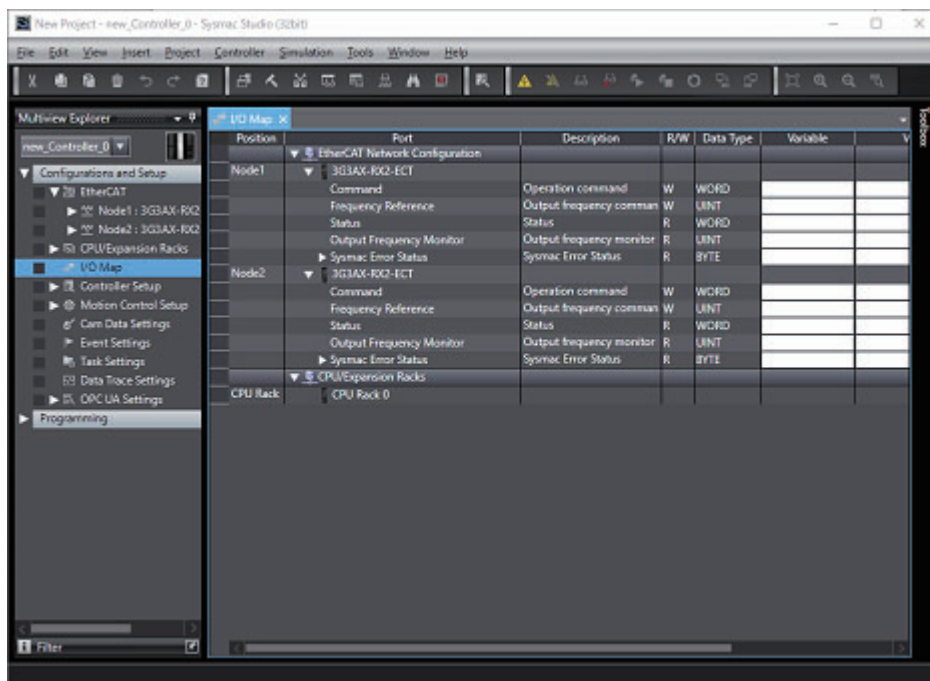 New Project - new_Controller_0 - Sysmac Studio (32bit)
File Edit View Insert Project Controller Simulation Tools Window Help
Multiview Explorer
new_Controller_0
Configurations and Setup
EtherCAT
Node1 : 3G3AX-RX2
Node2 : 3G3AX-RX2
CPU/Expansion Racks
I/O Map
Controller Setup
Motion Control Setup
Cam Data Settings
Event Settings
Task Settings
Data Trace Settings
OPC UA Settings
Programming
Filter
I/O Map
Position Port Description R/W Data Type Variable V
EtherCAT Network Configuration
Node1 3G3AX-RX2-ECT
Command Operation command W WORD
Frequency Reference Output frequency comman W UINT
Status Status R WORD
Output Frequency Monitor Output frequency monitor R UINT
Sysmac Error Status Sysmac Error Status R BYTE
Node2 3G3AX-RX2-ECT
Command Operation command W WORD
Frequency Reference Output frequency comman W UINT
Status Status R WORD
Output Frequency Monitor Output frequency monitor R UINT
Sysmac Error Status Sysmac Error Status R BYTE
CPU/Expansion Racks
CPU Rack CPU Rack 0
Toolbox